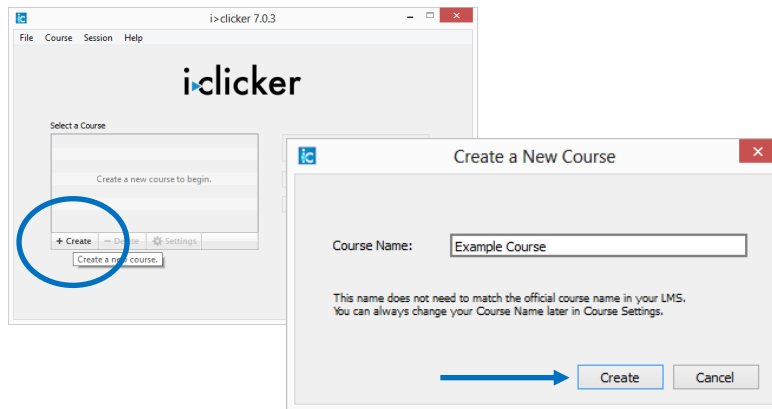 i>clicker 7.0.3
File Course Session Help
i▸clicker
Select a Course
Create a new course to begin.
+ Create − Delete Settings
Create a new course.
Create a New Course
Course Name: Example Course
This name does not need to match the official course name in your LMS.
You can always change your Course Name later in Course Settings.
Create Cancel